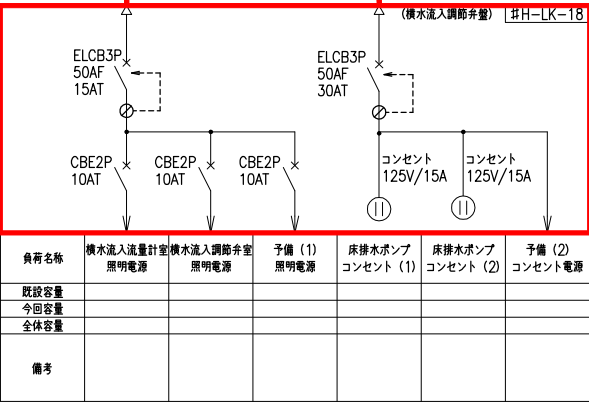 (横水流入調節弁盤)
#H-LK-18
ELCB3P
50AF
15AT
ELCB3P
50AF
30AT
CBE2P
10AT
CBE2P
10AT
CBE2P
10AT
コンセント
125V/15A
コンセント
125V/15A
負荷名称
横水流入流量計室
照明電源
横水流入調節弁室
照明電源
予備 (1)
照明電源
床排水ポンプ
コンセント (1)
床排水ポンプ
コンセント (2)
予備 (2)
コンセント電源
既設容量
今回容量
全体容量
備考